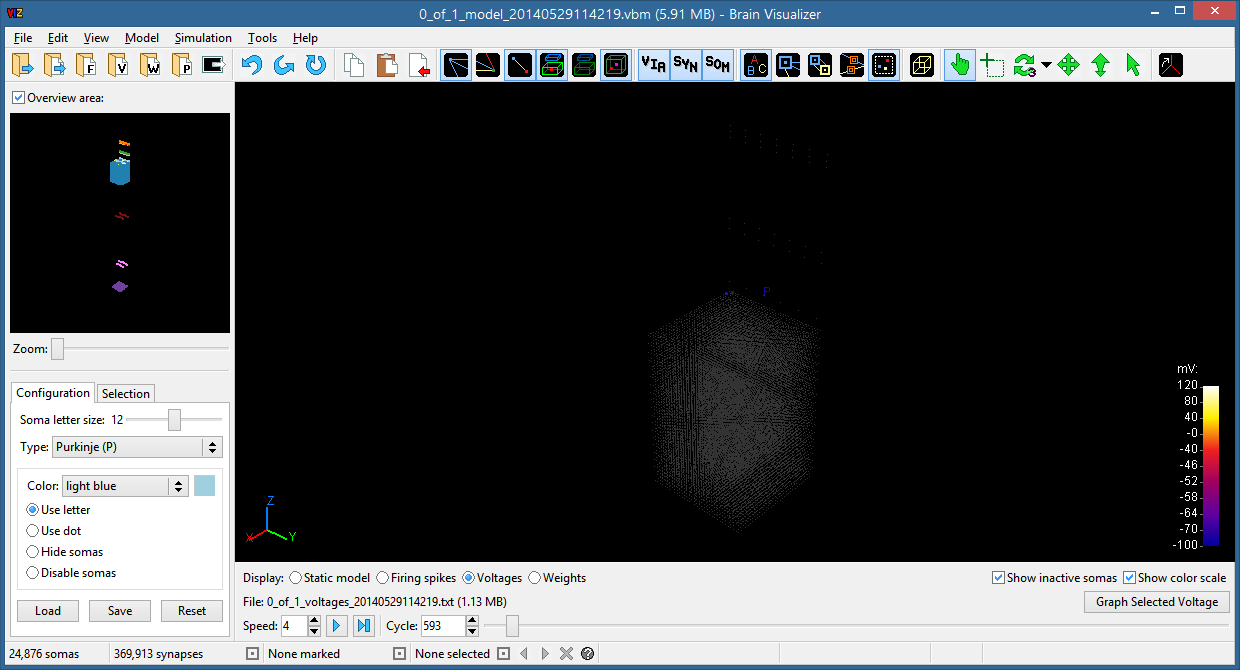 VIZ
0_of_1_model_20140529114219.vbm (5.91 MB) - Brain Visualizer
File Edit View Model Simulation Tools Help
F V W P VIA SYN SOM A B C 3
Overview area:
P
Zoom:
mV:
120
80
40
-0
-40
-46
-52
-58
-64
-70
-100
Configuration Selection
Soma letter size: 12
Type: Purkinje (P)
Color: light blue
Use letter
Use dot
Hide somas
Disable somas
Load Save Reset
Z
X Y
Display: Static model Firing spikes Voltages Weights Show inactive somas Show color scale
File: 0_of_1_voltages_20140529114219.txt (1.13 MB) Graph Selected Voltage
Speed: 4 Cycle: 593
24,876 somas 369,913 synapses None marked None selected